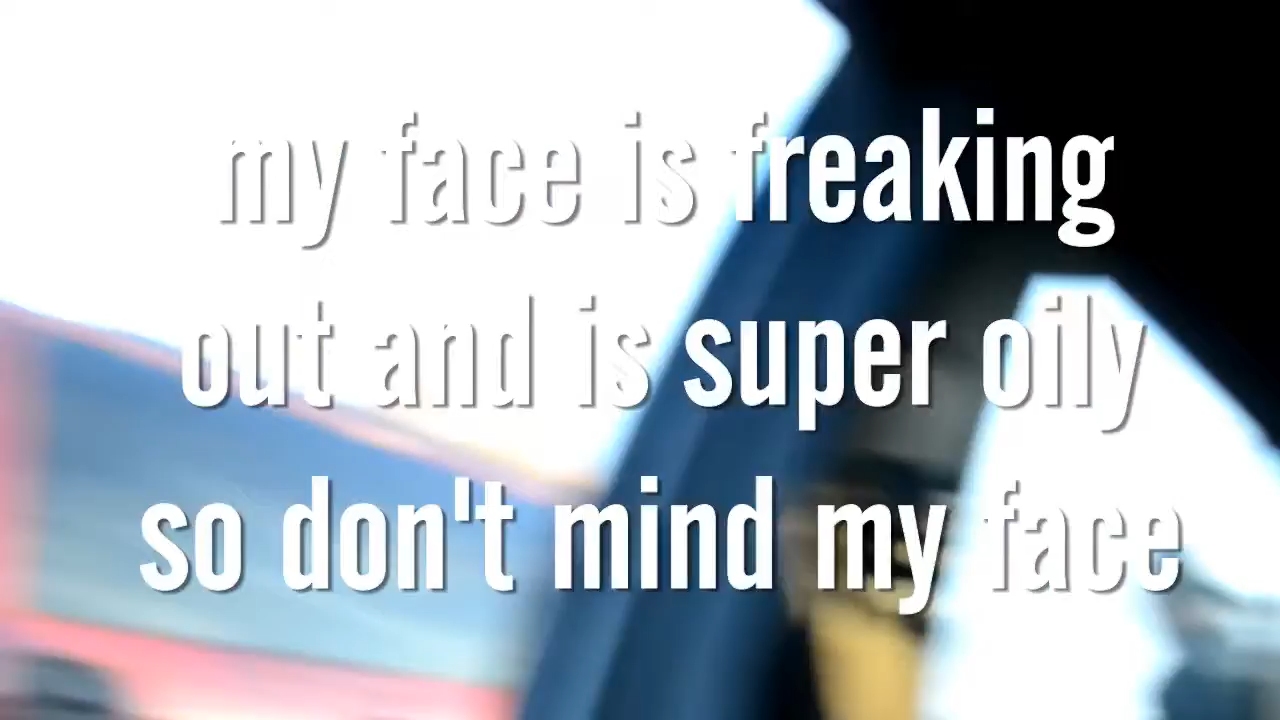 my face is freaking
out and is super oily
so don't mind my face